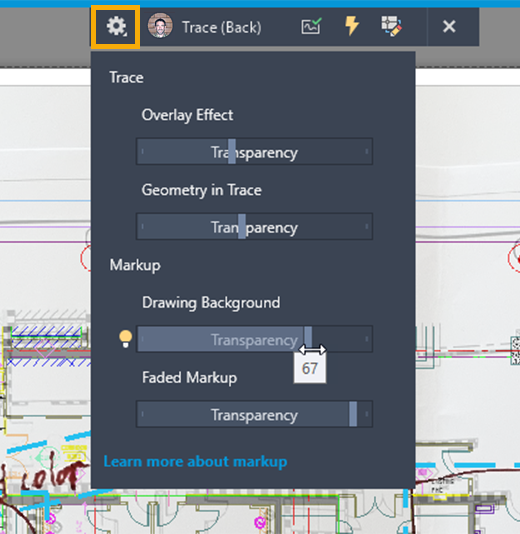 Trace (Back)
Trace
Overlay Effect
Transparency
Geometry in Trace
Transparency
Markup
Drawing Background
Transparency
67
Faded Markup
Transparency
Learn more about markup
color